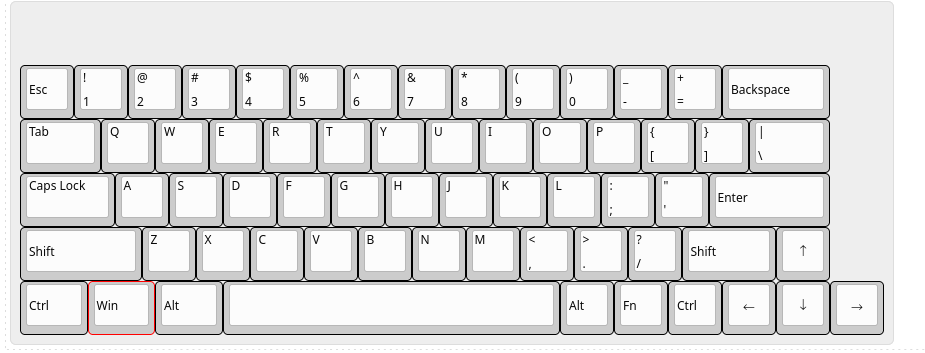 Esc ! @ # $ % ^ & * ( ) _ + Backspace
1 2 3 4 5 6 7 8 9 0 - =
Tab Q W E R T Y U I O P { } |
[ ] \
Caps Lock A S D F G H J K L : " Enter
; '
Shift Z X C V B N M < > ? Shift ↑
, . /
Ctrl Win Alt Alt Fn Ctrl ← ↓ →